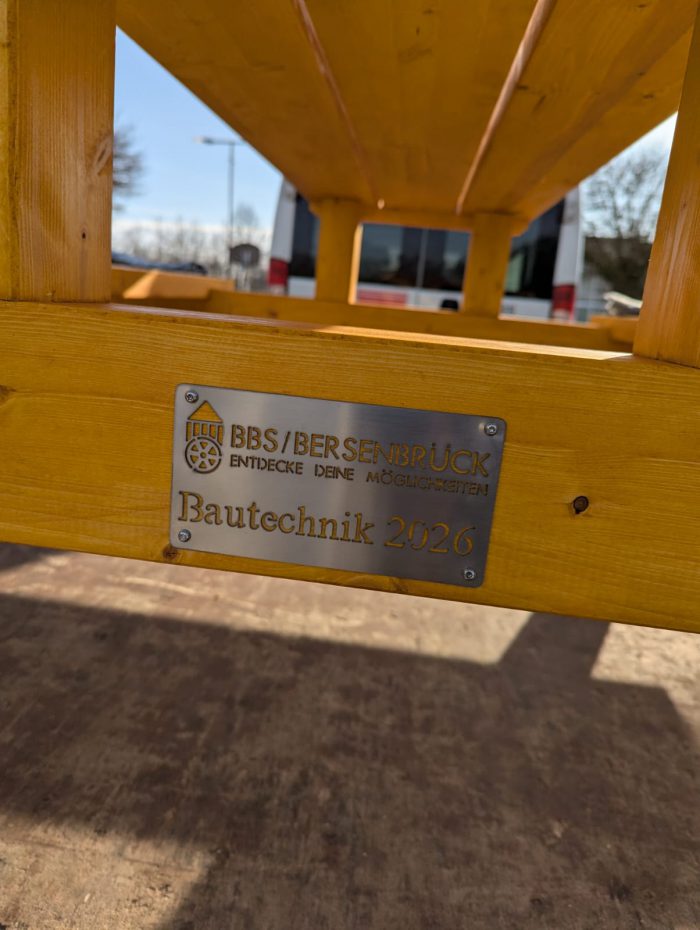 BBS/BERSENBRÜCK
ENTDECKE DEINE MÖGLICHKEITEN
Bautechnik 2026